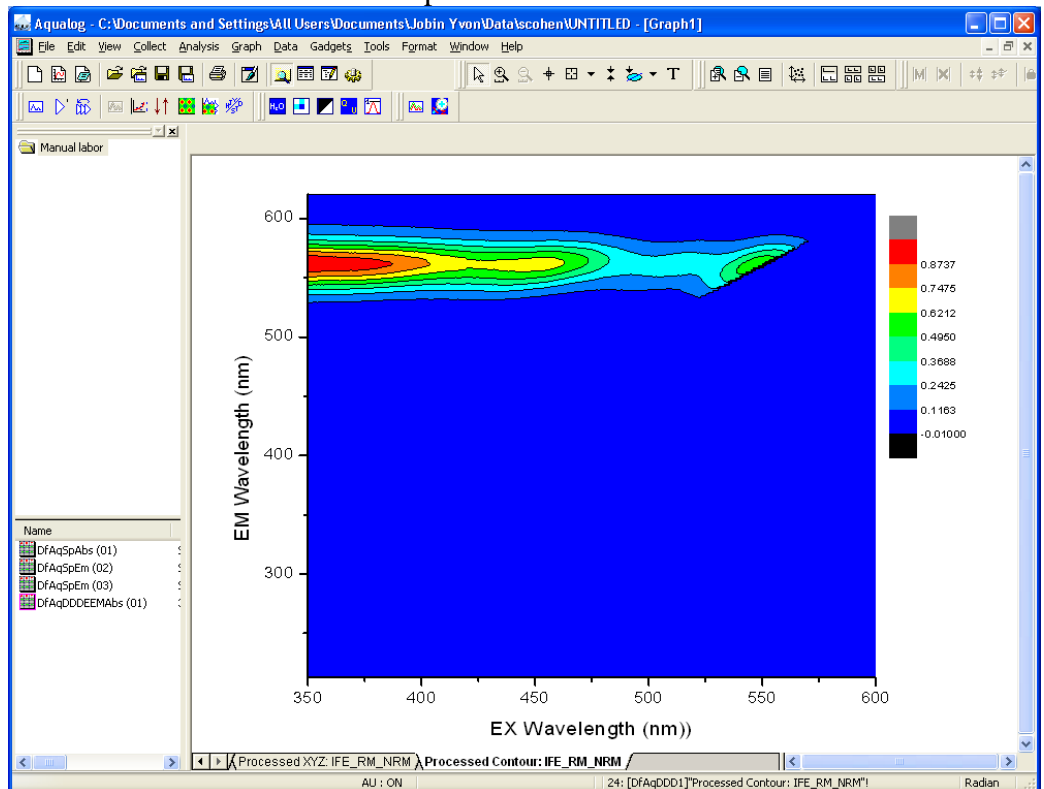 Aqualog - C:\Documents and Settings\All Users\Documents\Jobin Yvon\Data\scohen\UNTITLED - [Graph1]
File Edit View Collect Analysis Graph Data Gadgets Tools Format Window Help
Manual labor
Name
DfAqSpAbs (01)
DfAqSpEm (02)
DfAqSpEm (03)
DfAqDDDEEMAbs (01)
EM Wavelength (nm)
600
500
400
300
350 400 450 500 550 600
EX Wavelength (nm))
0.8737
0.7475
0.6212
0.4950
0.3688
0.2425
0.1163
-0.01000
Processed XYZ: IFE_RM_NRM Processed Contour: IFE_RM_NRM
AU : ON 24: [DfAqDDD1]"Processed Contour: IFE_RM_NRM"! Radian